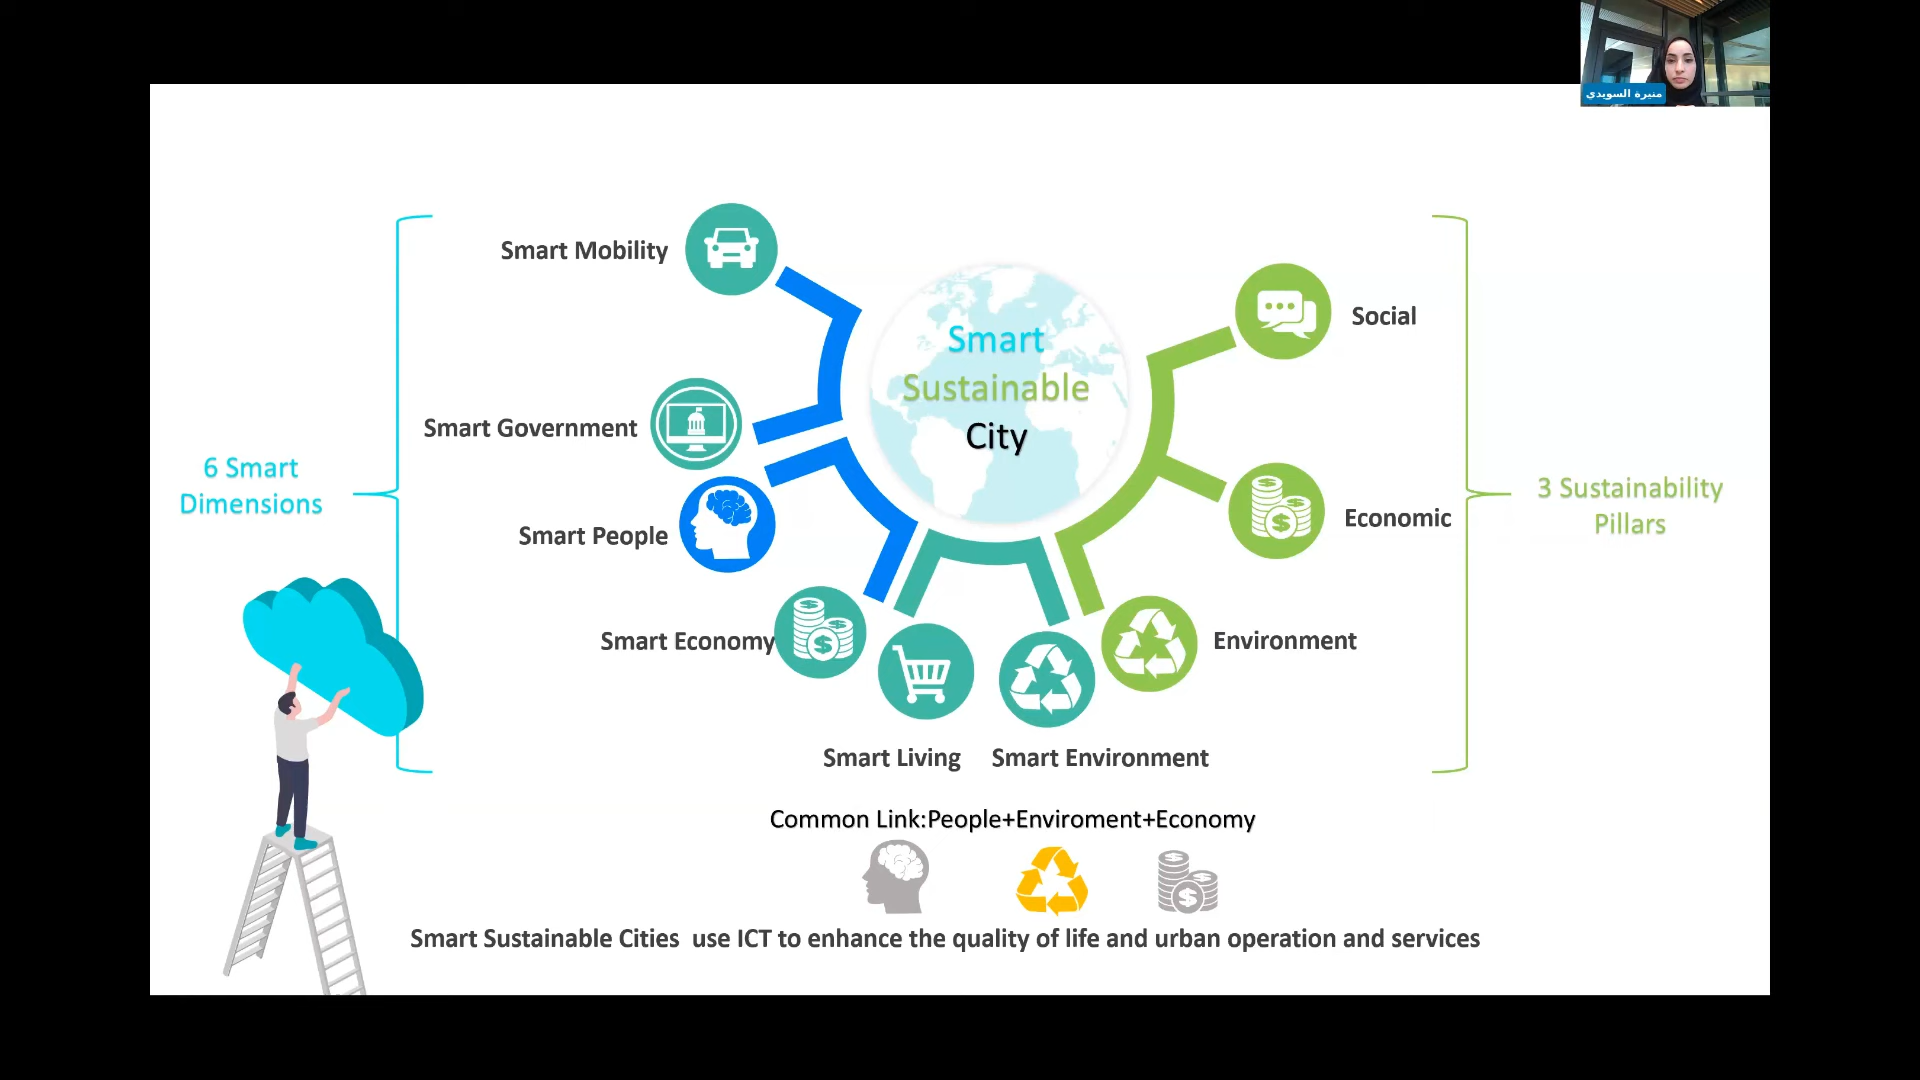 منيرة السويدي
Smart Mobility
Smart Government
Smart People
Smart Economy
Smart Living
Smart Environment
6 Smart
Dimensions
Smart
Sustainable
City
Social
Economic
Environment
3 Sustainability
Pillars
Common Link:People+Enviroment+Economy
Smart Sustainable Cities  use ICT to enhance the quality of life and urban operation and services